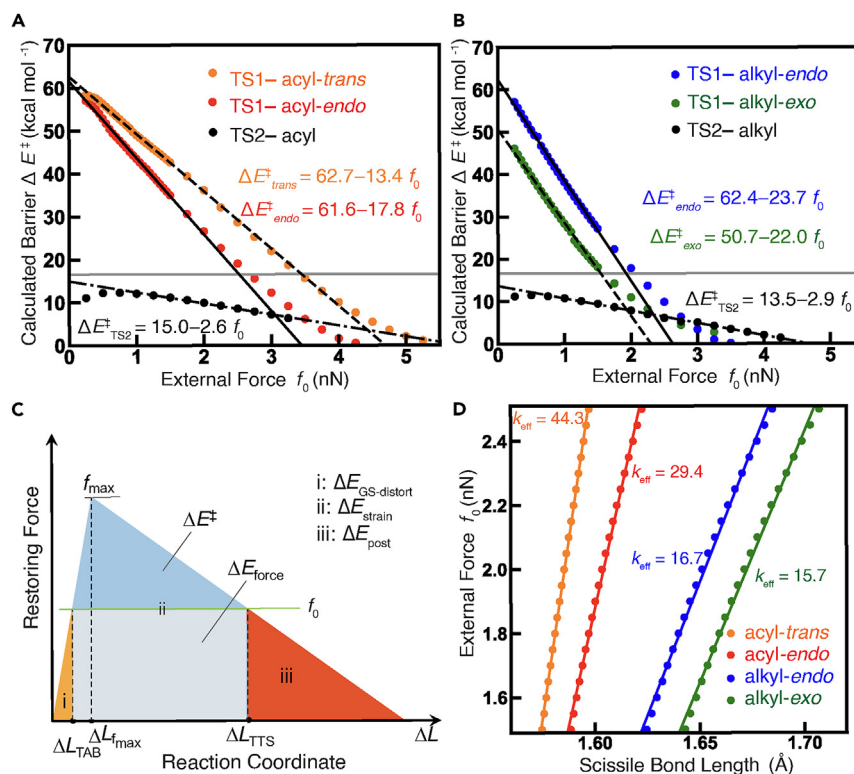 A
Calculated Barrier Δ E‡ (kcal mol -1)
70
60
50
40
30
20
10
0
TS1– acyl-trans
TS1– acyl-endo
TS2– acyl
ΔE‡trans = 62.7–13.4 f0
ΔE‡endo = 61.6–17.8 f0
ΔE‡TS2 = 15.0–2.6 f0
0 1 2 3 4 5
External Force f0 (nN)
B
Calculated Barrier Δ E‡ (kcal mol -1)
70
60
50
40
30
20
10
0
TS1– alkyl-endo
TS1– alkyl-exo
TS2– alkyl
ΔE‡endo = 62.4–23.7 f0
ΔE‡exo = 50.7–22.0 f0
ΔE‡TS2 = 13.5–2.9 f0
0 1 2 3 4 5
External Force f0 (nN)
C
Restoring Force
fmax
ΔE‡
ΔEforce
i: ΔEGS-distort
ii: ΔEstrain
iii: ΔEpost
f0
ii
i
iii
ΔLTAB
ΔLfmax
ΔLTTS
ΔL
Reaction Coordinate
D
External Force f0 (nN)
2.4
2.2
2.0
1.8
1.6
keff = 44.3
keff = 29.4
keff = 16.7
keff = 15.7
acyl-trans
acyl-endo
alkyl-endo
alkyl-exo
1.60 1.65 1.70
Scissile Bond Length (Å)